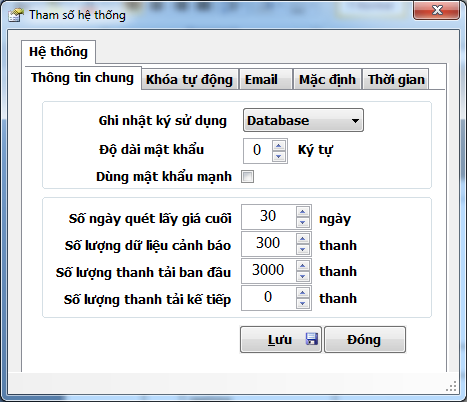 Tham số hệ thống
Hệ thống
Thông tin chung Khóa tự động Email Mặc định Thời gian
Ghi nhật ký sử dụng Database
Độ dài mật khẩu 0 Ký tự
Dùng mật khẩu mạnh
Số ngày quét lấy giá cuối 30 ngày
Số lượng dữ liệu cảnh báo 300 thanh
Số lượng thanh tải ban đầu 3000 thanh
Số lượng thanh tải kế tiếp 0 thanh
Lưu Đóng